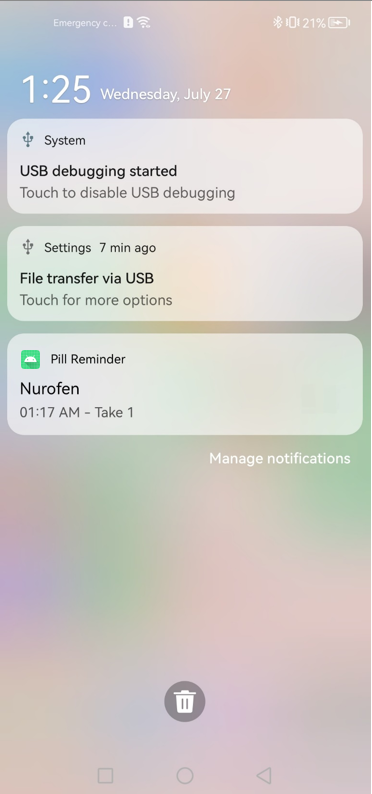 Emergency c... 21%
1:25 Wednesday, July 27
System
USB debugging started
Touch to disable USB debugging
Settings 7 min ago
File transfer via USB
Touch for more options
Pill Reminder
Nurofen
01:17 AM - Take 1
Manage notifications